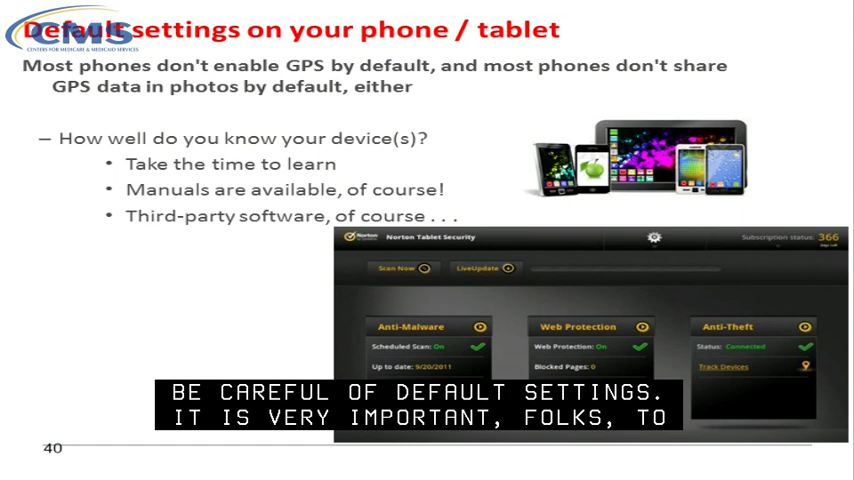 Default settings on your phone / tablet
CMS
CENTERS FOR MEDICARE & MEDICAID SERVICES
Most phones don't enable GPS by default, and most phones don't share
GPS data in photos by default, either
– How well do you know your device(s)?
• Take the time to learn
• Manuals are available, of course!
• Third-party software, of course . . .
Norton
Norton Tablet Security
Subscription status: 366
Scan Now
LiveUpdate
Anti-Malware
Web Protection
Anti-Theft
Scheduled Scan: On
Web Protection: On
Status: Connected
Up to date: 9/20/2011
Blocked Pages: 0
Track Devices
BE CAREFUL OF DEFAULT SETTINGS.
IT IS VERY IMPORTANT, FOLKS, TO
40